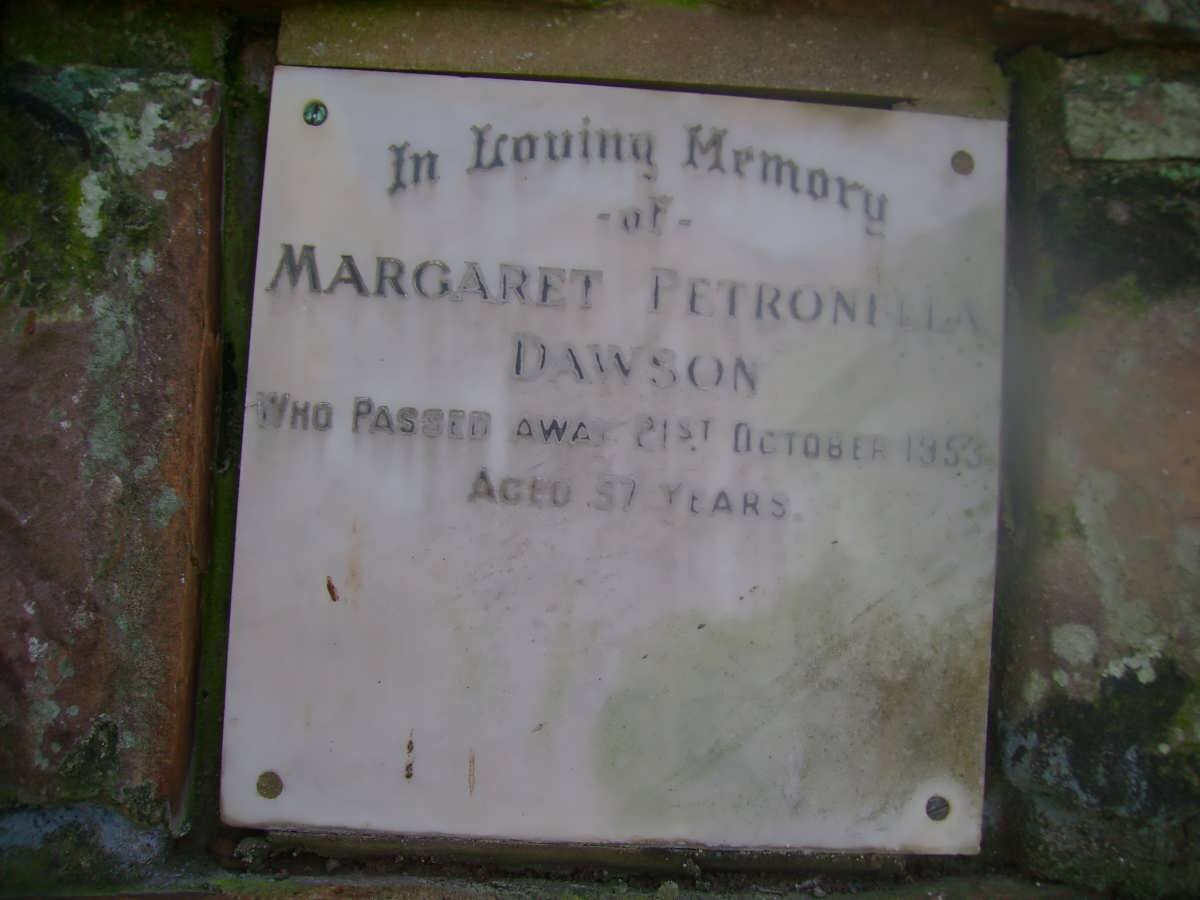 In Loving Memory
- of -
MARGARET PETRONELLA
DAWSON
WHO PASSED AWAY 21ST OCTOBER 1953
AGED 57 YEARS.